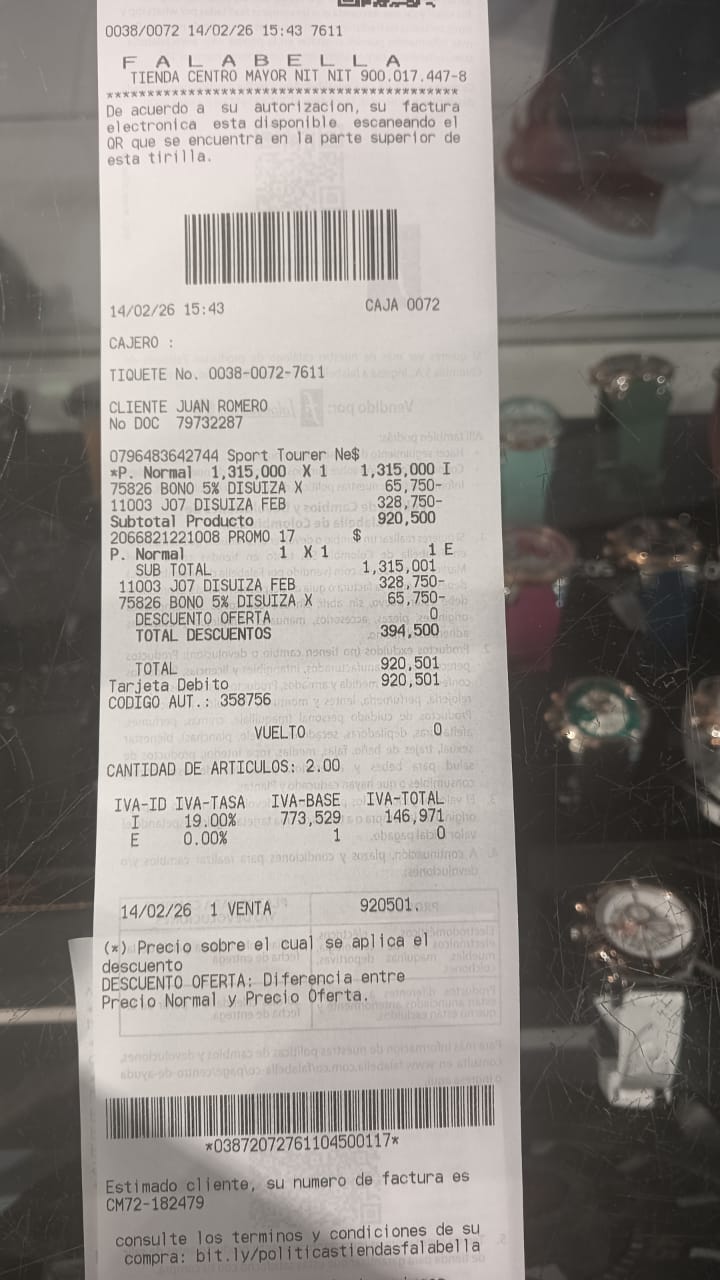 0038/0072 14/02/26 15:43 7611
F A L A B E L L A
TIENDA CENTRO MAYOR NIT NIT 900.017.447-8
******************************************
De acuerdo a su autorizacion, su factura
electronica esta disponible escaneando el
QR que se encuentra en la parte superior de
esta tirilla.
14/02/26 15:43 CAJA 0072
CAJERO :
TIQUETE No. 0038-0072-7611
CLIENTE JUAN ROMERO
No DOC 79732287
0796483642744 Sport Tourer Ne$
*P. Normal 1,315,000 X 1 1,315,000 I
75826 BONO 5% DISUIZA X 65,750-
11003 J07 DISUIZA FEB 328,750-
Subtotal Producto 920,500
2066821221008 PROMO 17 $
P. Normal 1 X 1 1 E
SUB TOTAL 1,315,001
11003 J07 DISUIZA FEB 328,750-
75826 BONO 5% DISUIZA X 65,750-
DESCUENTO OFERTA 0
TOTAL DESCUENTOS 394,500
TOTAL 920,501
Tarjeta Debito 920,501
CODIGO AUT.: 358756
VUELTO 0
CANTIDAD DE ARTICULOS: 2.00
IVA-ID IVA-TASA IVA-BASE IVA-TOTAL
I 19.00% 773,529 146,971
E 0.00% 1 0
14/02/26 1 VENTA 920501.
(*) Precio sobre el cual se aplica el
descuento
DESCUENTO OFERTA: Diferencia entre
Precio Normal y Precio Oferta.
*03872072761104500117*
Estimado cliente, su numero de factura es
CM72-182479
consulte los terminos y condiciones de su
compra: bit.ly/politicastiendasfalabella